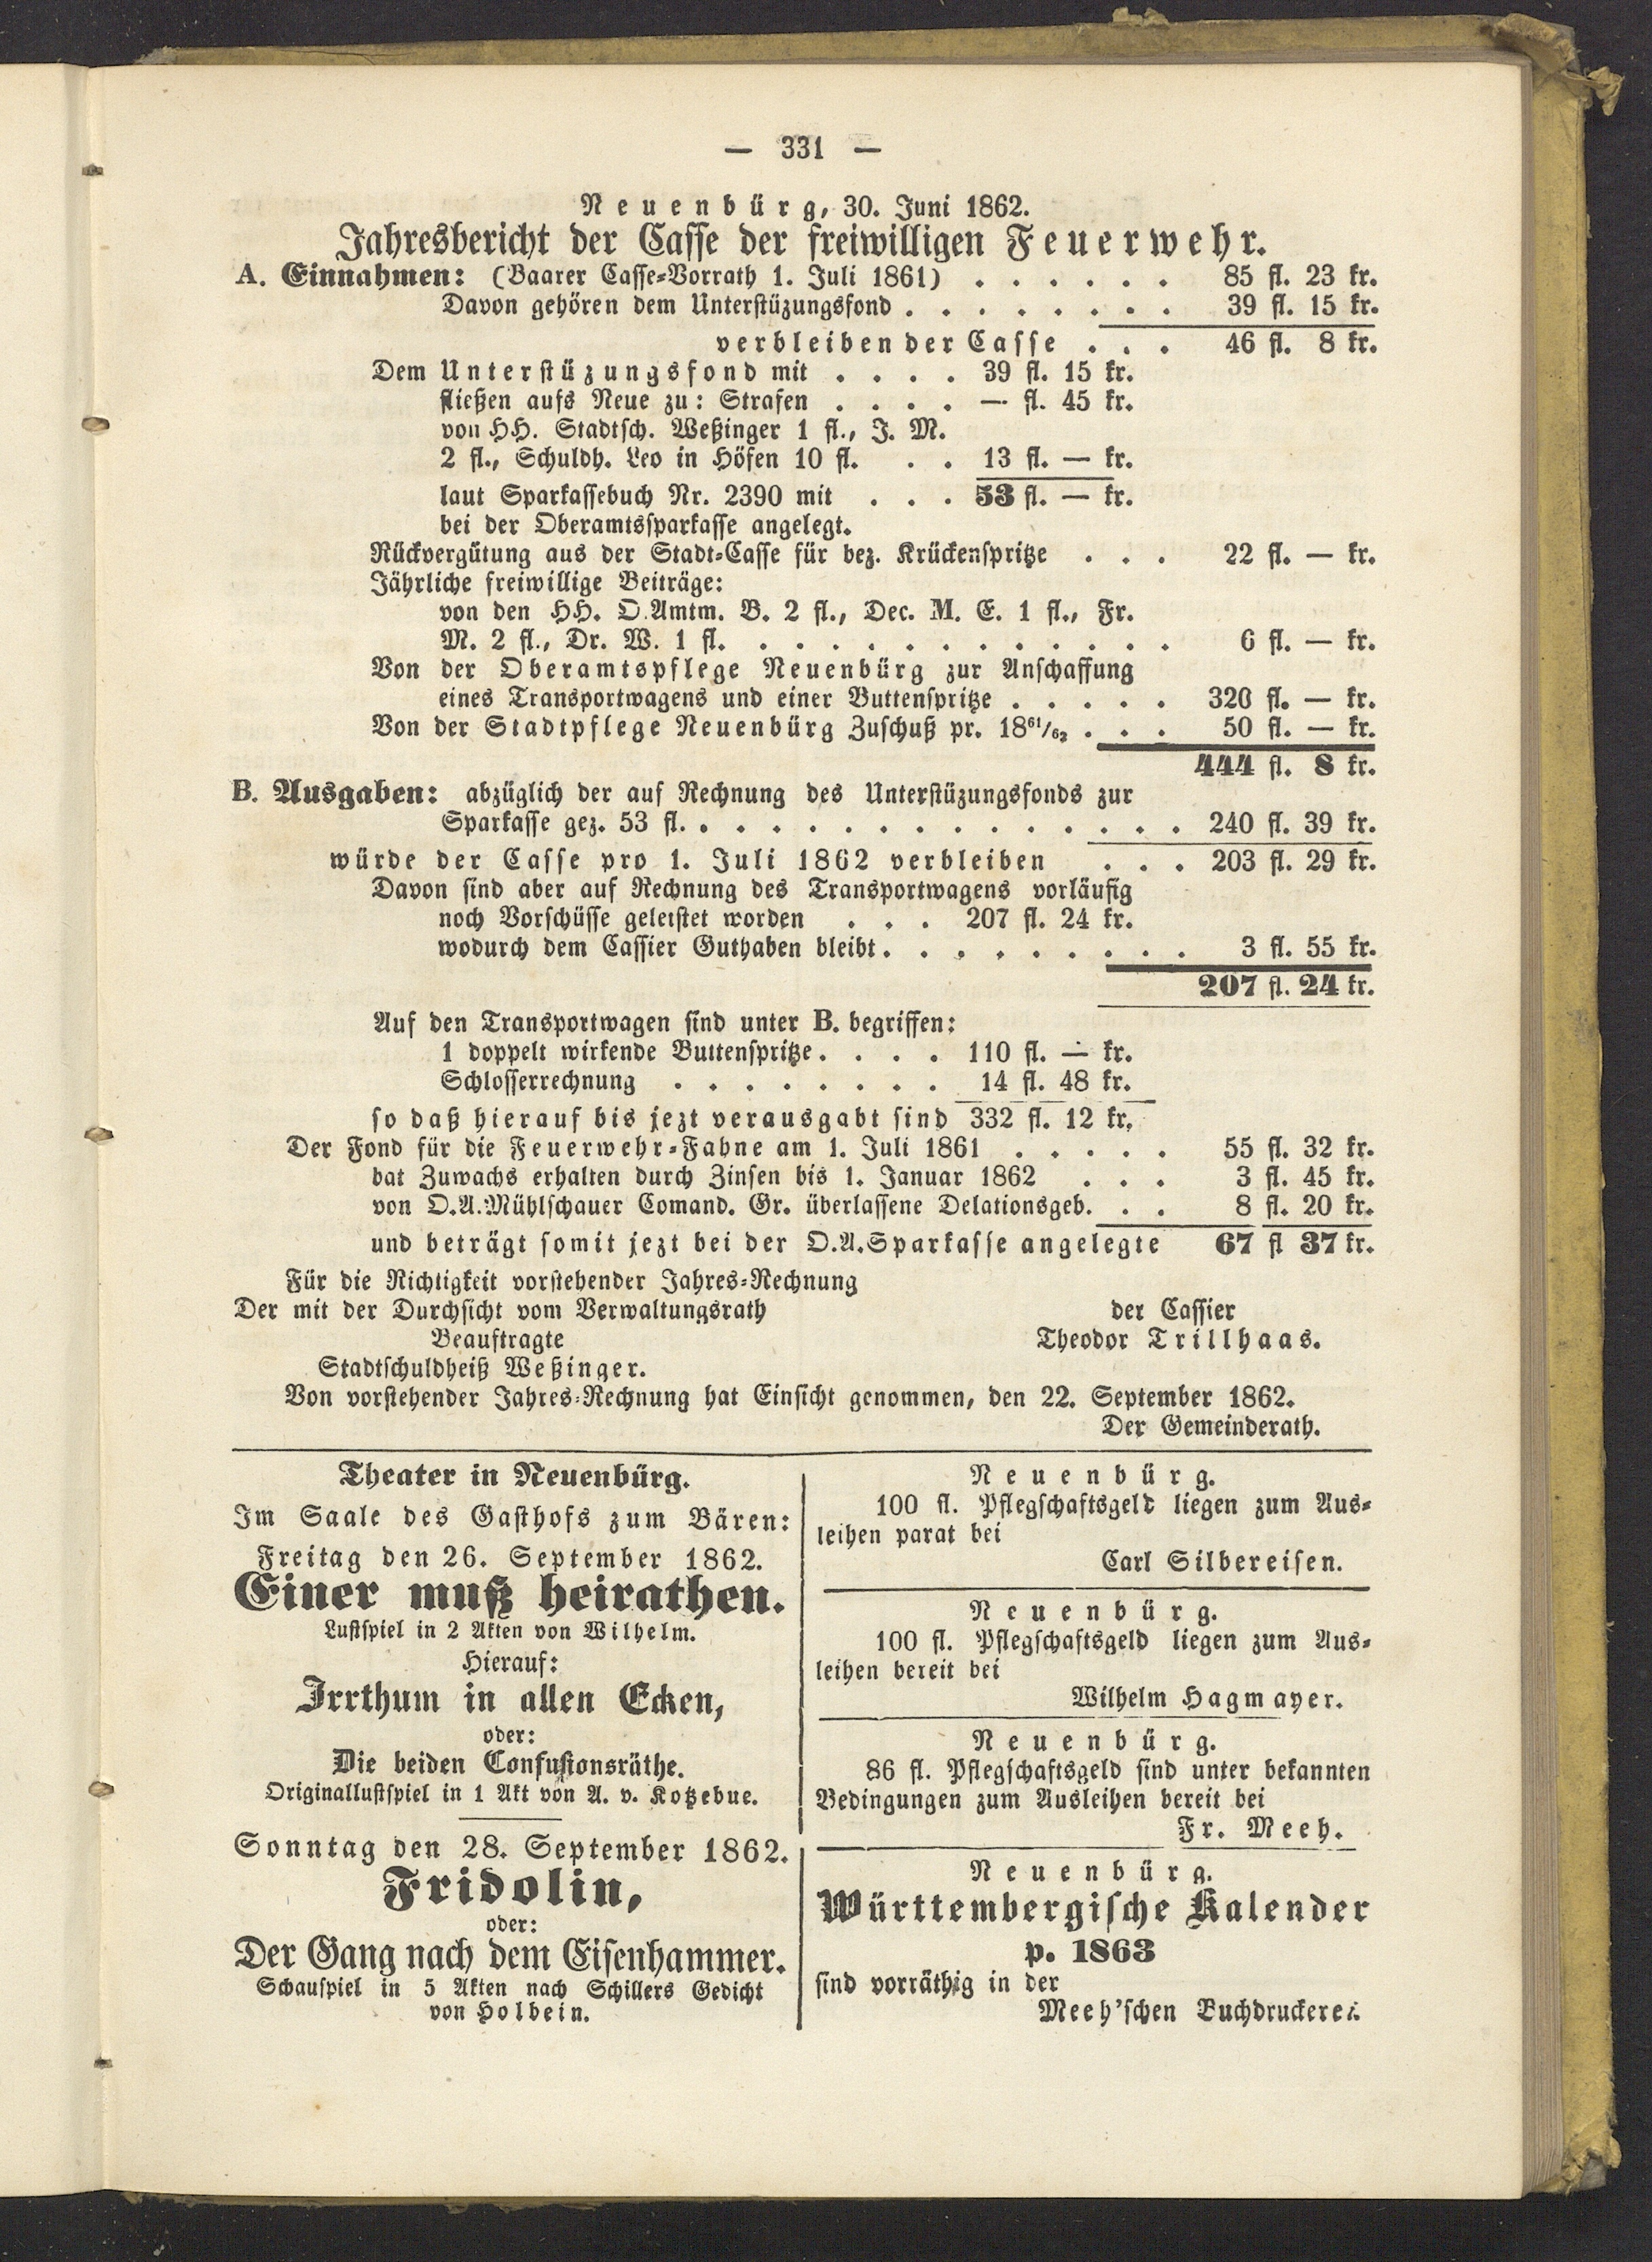 — 331 —
Neuenbürg, 30. Juni 1862.
Jahresbericht der Casse der freiwilligen Feuerwehr.
A. Einnahmen: (Baarer Casse-Vorrath 1. Juli 1861) . . . . . . 85 fl. 23 kr.
Davon gehören dem Unterstüzungsfond . . . . . . . . 39 fl. 15 kr.
verbleiben der Casse . . . 46 fl. 8 kr.
Dem Unterstüzungsfond mit . . . . 39 fl. 15 kr.
fließen aufs Neue zu: Strafen . . . . — fl. 45 kr.
von HH. Stadtsch. Weßinger 1 fl., J. M.
2 fl., Schuldh. Leo in Höfen 10 fl. . . 13 fl. — kr.
laut Sparkassebuch Nr. 2390 mit . . . 53 fl. — kr.
bei der Oberamtssparkasse angelegt.
Rückvergütung aus der Stadt-Casse für bez. Krückenspritze . . . 22 fl. — kr.
Jährliche freiwillige Beiträge:
von den HH. O.Amtm. B. 2 fl., Dec. M. E. 1 fl., Fr.
M. 2 fl., Dr. W. 1 fl. . . . . . . . . . . . . 6 fl. — kr.
Von der Oberamtspflege Neuenbürg zur Anschaffung
eines Transportwagens und einer Buttenspritze . . . . . 320 fl. — kr.
Von der Stadtpflege Neuenbürg Zuschuß pr. 18⁶¹/₆₂ . . . 50 fl. — kr.
444 fl. 8 kr.
B. Ausgaben: abzüglich der auf Rechnung des Unterstüzungsfonds zur
Sparkasse gez. 53 fl. . . . . . . . . . . . . . . 240 fl. 39 kr.
würde der Casse pro 1. Juli 1862 verbleiben . . . 203 fl. 29 kr.
Davon sind aber auf Rechnung des Transportwagens vorläufig
noch Vorschüsse geleistet worden . . . 207 fl. 24 kr.
wodurch dem Cassier Guthaben bleibt. . . . . . . . . 3 fl. 55 kr.
207 fl. 24 kr.
Auf den Transportwagen sind unter B. begriffen:
1 doppelt wirkende Buttenspritze. . . . 110 fl. — kr.
Schlosserrechnung . . . . . . . . 14 fl. 48 kr.
so daß hierauf bis jezt verausgabt sind 332 fl. 12 kr.
Der Fond für die Feuerwehr-Fahne am 1. Juli 1861 . . . . . 55 fl. 32 kr.
hat Zuwachs erhalten durch Zinsen bis 1. Januar 1862 . . . 3 fl. 45 kr.
von O.A.Mühlschauer Comand. Gr. überlassene Delationsgeb. . . 8 fl. 20 kr.
und beträgt somit jezt bei der O.A.Sparkasse angelegte 67 fl 37 kr.
Für die Richtigkeit vorstehender Jahres-Rechnung
Der mit der Durchsicht vom Verwaltungsrath der Cassier
Beauftragte Theodor Trillhaas.
Stadtschuldheiß Weßinger.
Von vorstehender Jahres-Rechnung hat Einsicht genommen, den 22. September 1862.
Der Gemeinderath.
Theater in Neuenbürg.
Im Saale des Gasthofs zum Bären:
Freitag den 26. September 1862.
Einer muß heirathen.
Lustspiel in 2 Akten von Wilhelm.
Hierauf:
Irrthum in allen Ecken,
oder:
Die beiden Confusionsräthe.
Originallustspiel in 1 Akt von A. v. Kotzebue.
Sonntag den 28. September 1862.
Fridolin,
oder:
Der Gang nach dem Eisenhammer.
Schauspiel in 5 Akten nach Schillers Gedicht
von Holbein.
Neuenbürg.
100 fl. Pflegschaftsgeld liegen zum Aus-
leihen parat bei
Carl Silbereisen.
Neuenbürg.
100 fl. Pflegschaftsgeld liegen zum Aus-
leihen bereit bei
Wilhelm Hagmayer.
Neuenbürg.
86 fl. Pflegschaftsgeld sind unter bekannten
Bedingungen zum Ausleihen bereit bei
Fr. Meeh.
Neuenbürg.
Württembergische Kalender
p. 1863
sind vorräthig in der
Meeh'schen Buchdruckerei.